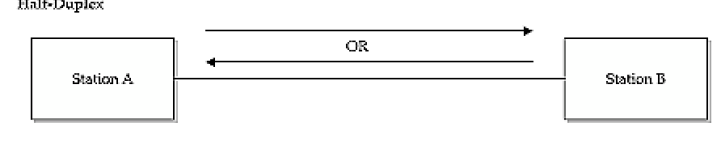 Half-Duplex
OR
Station A
Station B